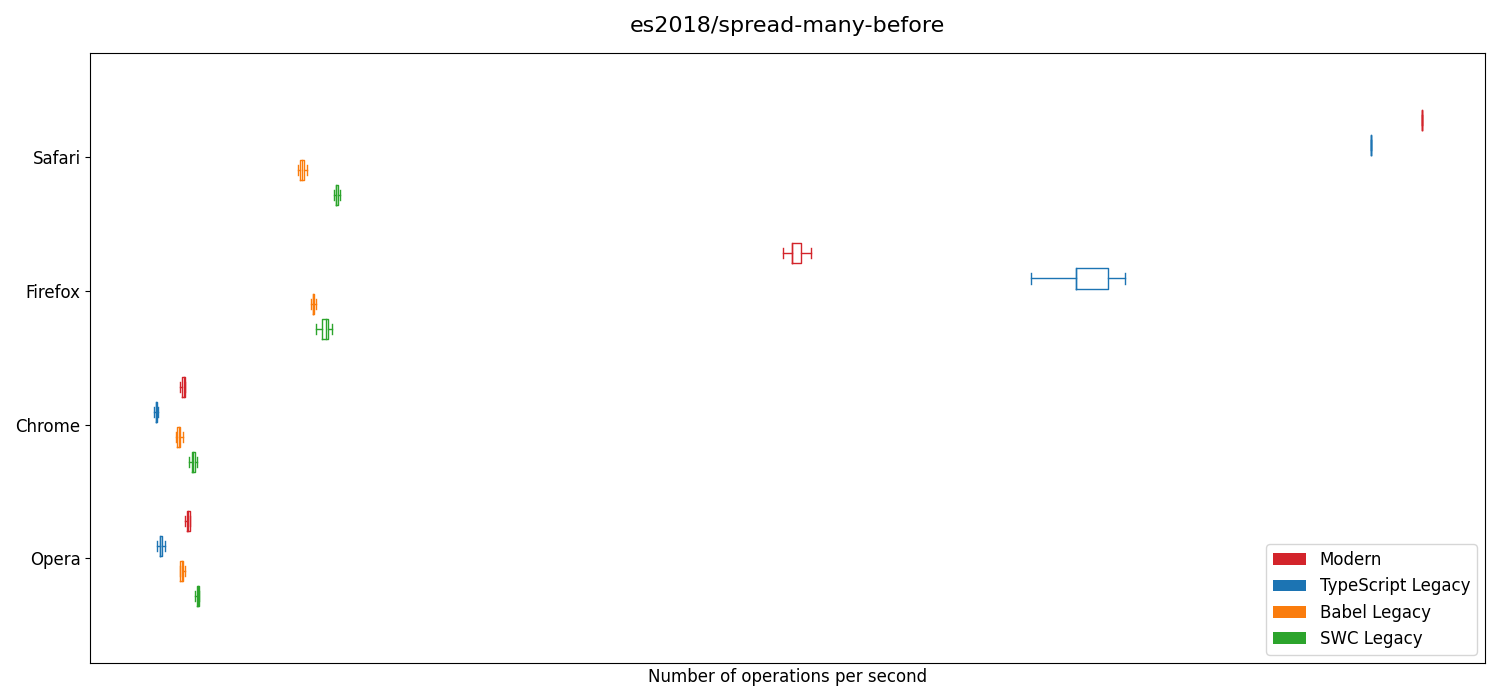 es2018/spread-many-before
Safari
Firefox
Chrome
Opera
Modern
TypeScript Legacy
Babel Legacy
SWC Legacy
Number of operations per second